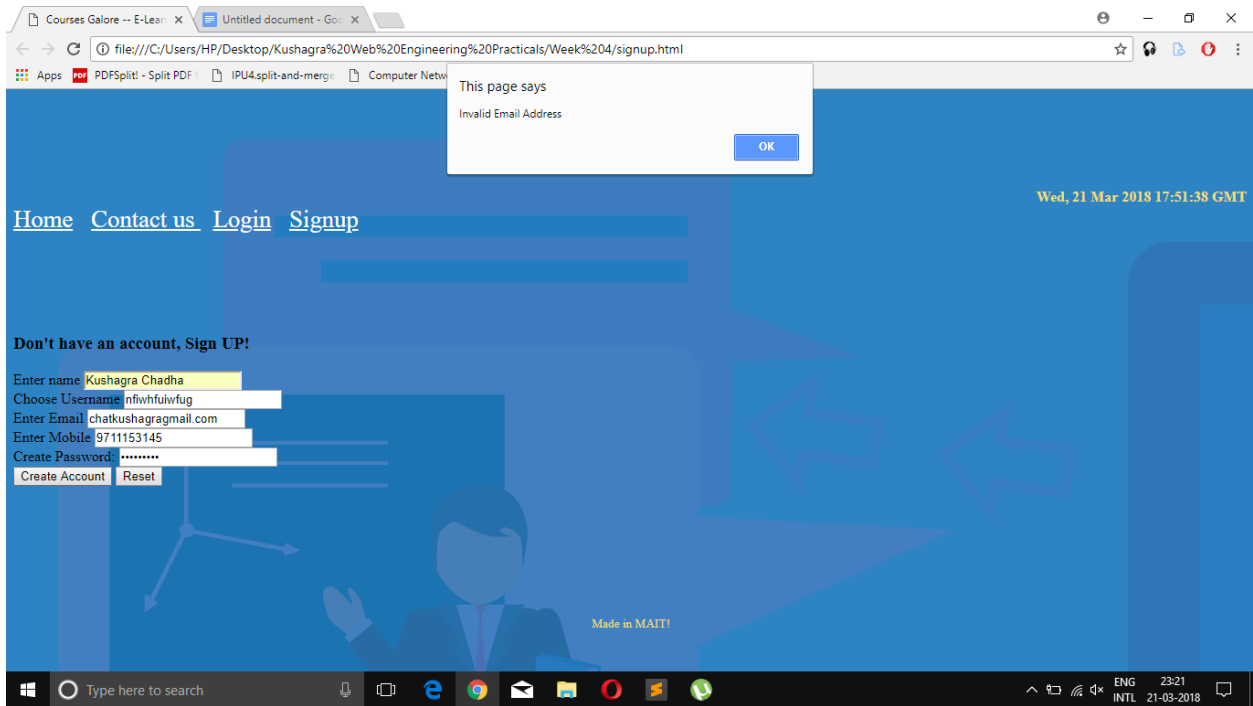 Courses Galore -- E-Lear
Untitled document - Goo
file:///C:/Users/HP/Desktop/Kushagra%20Web%20Engineering%20Practicals/Week%204/signup.html
Apps PDF PDFSplit! - Split PDF IPU4.split-and-merge Computer Netw
This page says
Invalid Email Address
OK
Wed, 21 Mar 2018 17:51:38 GMT
Home Contact us Login Signup
Don't have an account, Sign UP!
Enter name Kushagra Chadha
Choose Username nfiwhfuiwfug
Enter Email chatkushagragmail.com
Enter Mobile 9711153145
Create Password: •••••••••
Create Account Reset
Made in MAIT!
Type here to search
ENG 23:21
INTL 21-03-2018